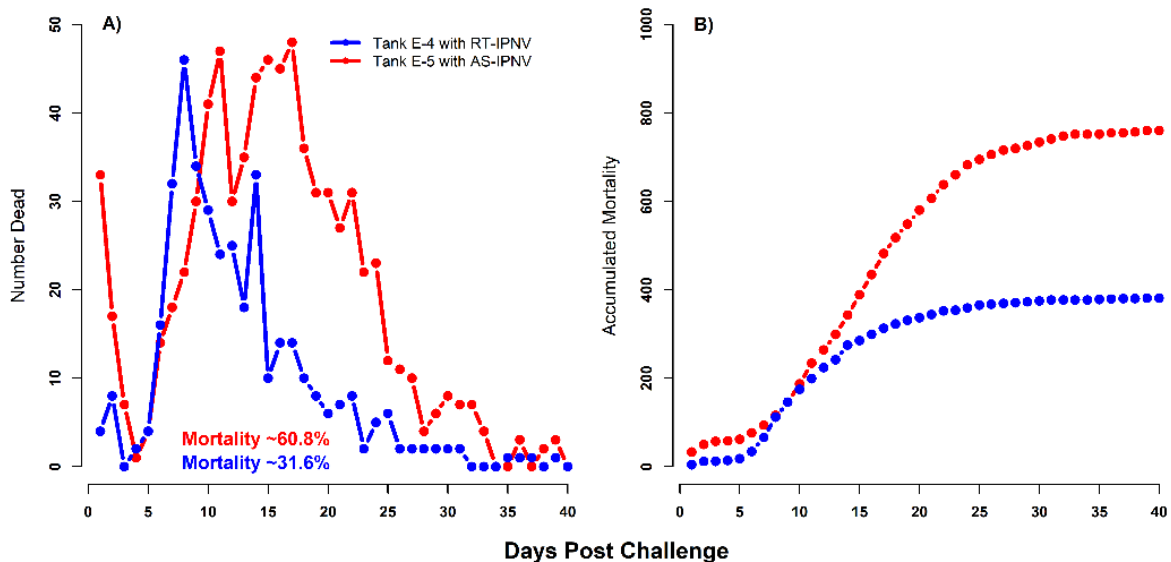 A)
Tank E-4 with RT-IPNV
Tank E-5 with AS-IPNV
Number Dead
50
40
30
20
10
0
Mortality ~60.8%
Mortality ~31.6%
0 5 10 15 20 25 30 35 40
B)
Accumulated Mortality
1000
800
600
400
200
0
0 5 10 15 20 25 30 35 40
Days Post Challenge